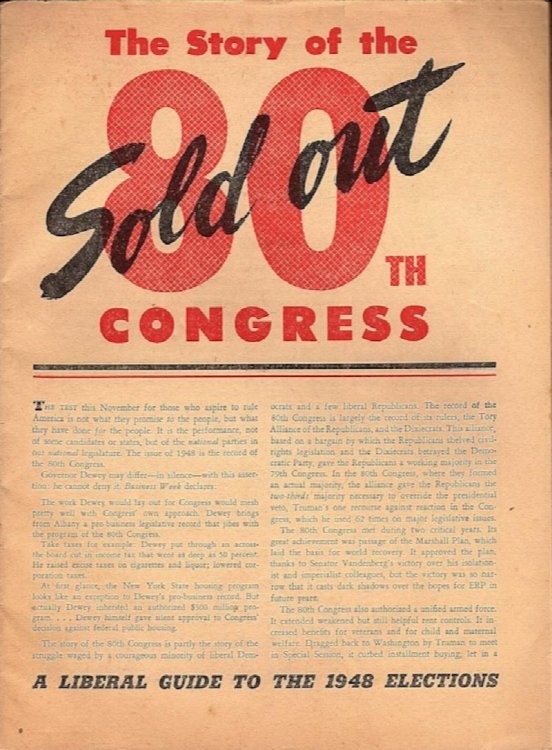 The Story of the
80TH
Sold out
CONGRESS
THE TEST this November for those who aspire to rule
America is not what they promise to the people, but what
they have done for the people. It is the performance, not
of some candidates or states, but of the national parties in
our national legislature. The issue of 1948 is the record of
the 80th Congress.
Governor Dewey may differ—in silence—with this asser-
tion: he cannot deny it. Business Week declares:
The work Dewey would lay out for Congress would mesh
pretty well with Congress' own approach. Dewey brings
from Albany a pro-business legislative record that jibes with
the program of the 80th Congress.
Take taxes for example: Dewey put through an across-
the-board cut in income tax that went as deep as 50 percent.
He raised excise taxes on cigarettes and liquor; lowered cor-
poration taxes.
At first glance, the New York State housing program
looks like an exception to Dewey's pro-business record. But
actually Dewey inherited an authorized $300 million pro-
gram. . . . Dewey himself gave silent approval to Congress'
decision against federal public housing.
The story of the 80th Congress is partly the story of the
struggle waged by a courageous minority of liberal Dem-
ocrats and a few liberal Republicans. The record of the
80th Congress is largely the record of its rulers, the Tory
Alliance of the Republicans, and the Dixiecrats. This alliance,
based on a bargain by which the Republicans shelved civil-
rights legislation and the Dixiecrats betrayed the Demo-
cratic Party, gave the Republicans a working majority in the
79th Congress. In the 80th Congress, where they formed
an actual majority, the alliance gave the Republicans the
two-thirds majority necessary to override the presidential
veto, Truman's one recourse against reaction in the Con-
gress, which he used 62 times on major legislative issues.
The 80th Congress met during two critical years. Its
great achievement was passage of the Marshall Plan, which
laid the basis for world recovery. It approved the plan,
thanks to Senator Vandenberg's victory over his isolation-
ist and imperialist colleagues, but the victory was so nar-
row that it casts dark shadows over the hopes for ERP in
future years.
The 80th Congress also authorized a unified armed force.
It extended weakened but still helpful rent controls. It in-
creased benefits for veterans and for child and maternal
welfare. Dragged back to Washington by Truman to meet
in Special Session, it curbed installment buying, let in a
A LIBERAL GUIDE TO THE 1948 ELECTIONS